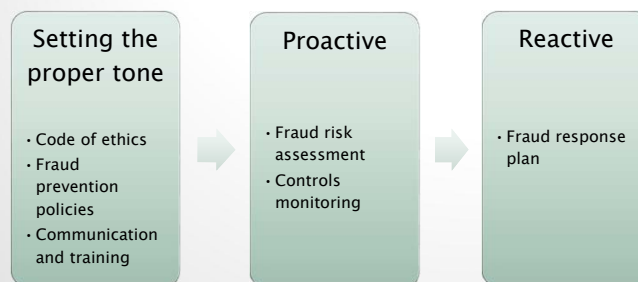 Setting the
proper tone
• Code of ethics
• Fraud
prevention
policies
• Communication
and training
Proactive
• Fraud risk
assessment
• Controls
monitoring
Reactive
• Fraud response
plan